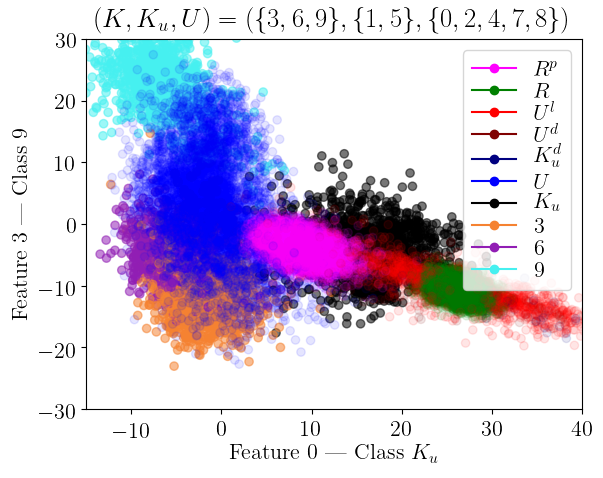 (K, K_u, U) = ({3, 6, 9}, {1, 5}, {0, 2, 4, 7, 8})
Feature 3 — Class 9
30
20
10
0
−10
−20
−30
−10 0 10 20 30 40
Feature 0 — Class K_u
R^p
R
U^l
U^d
K_u^d
U
K_u
3
6
9